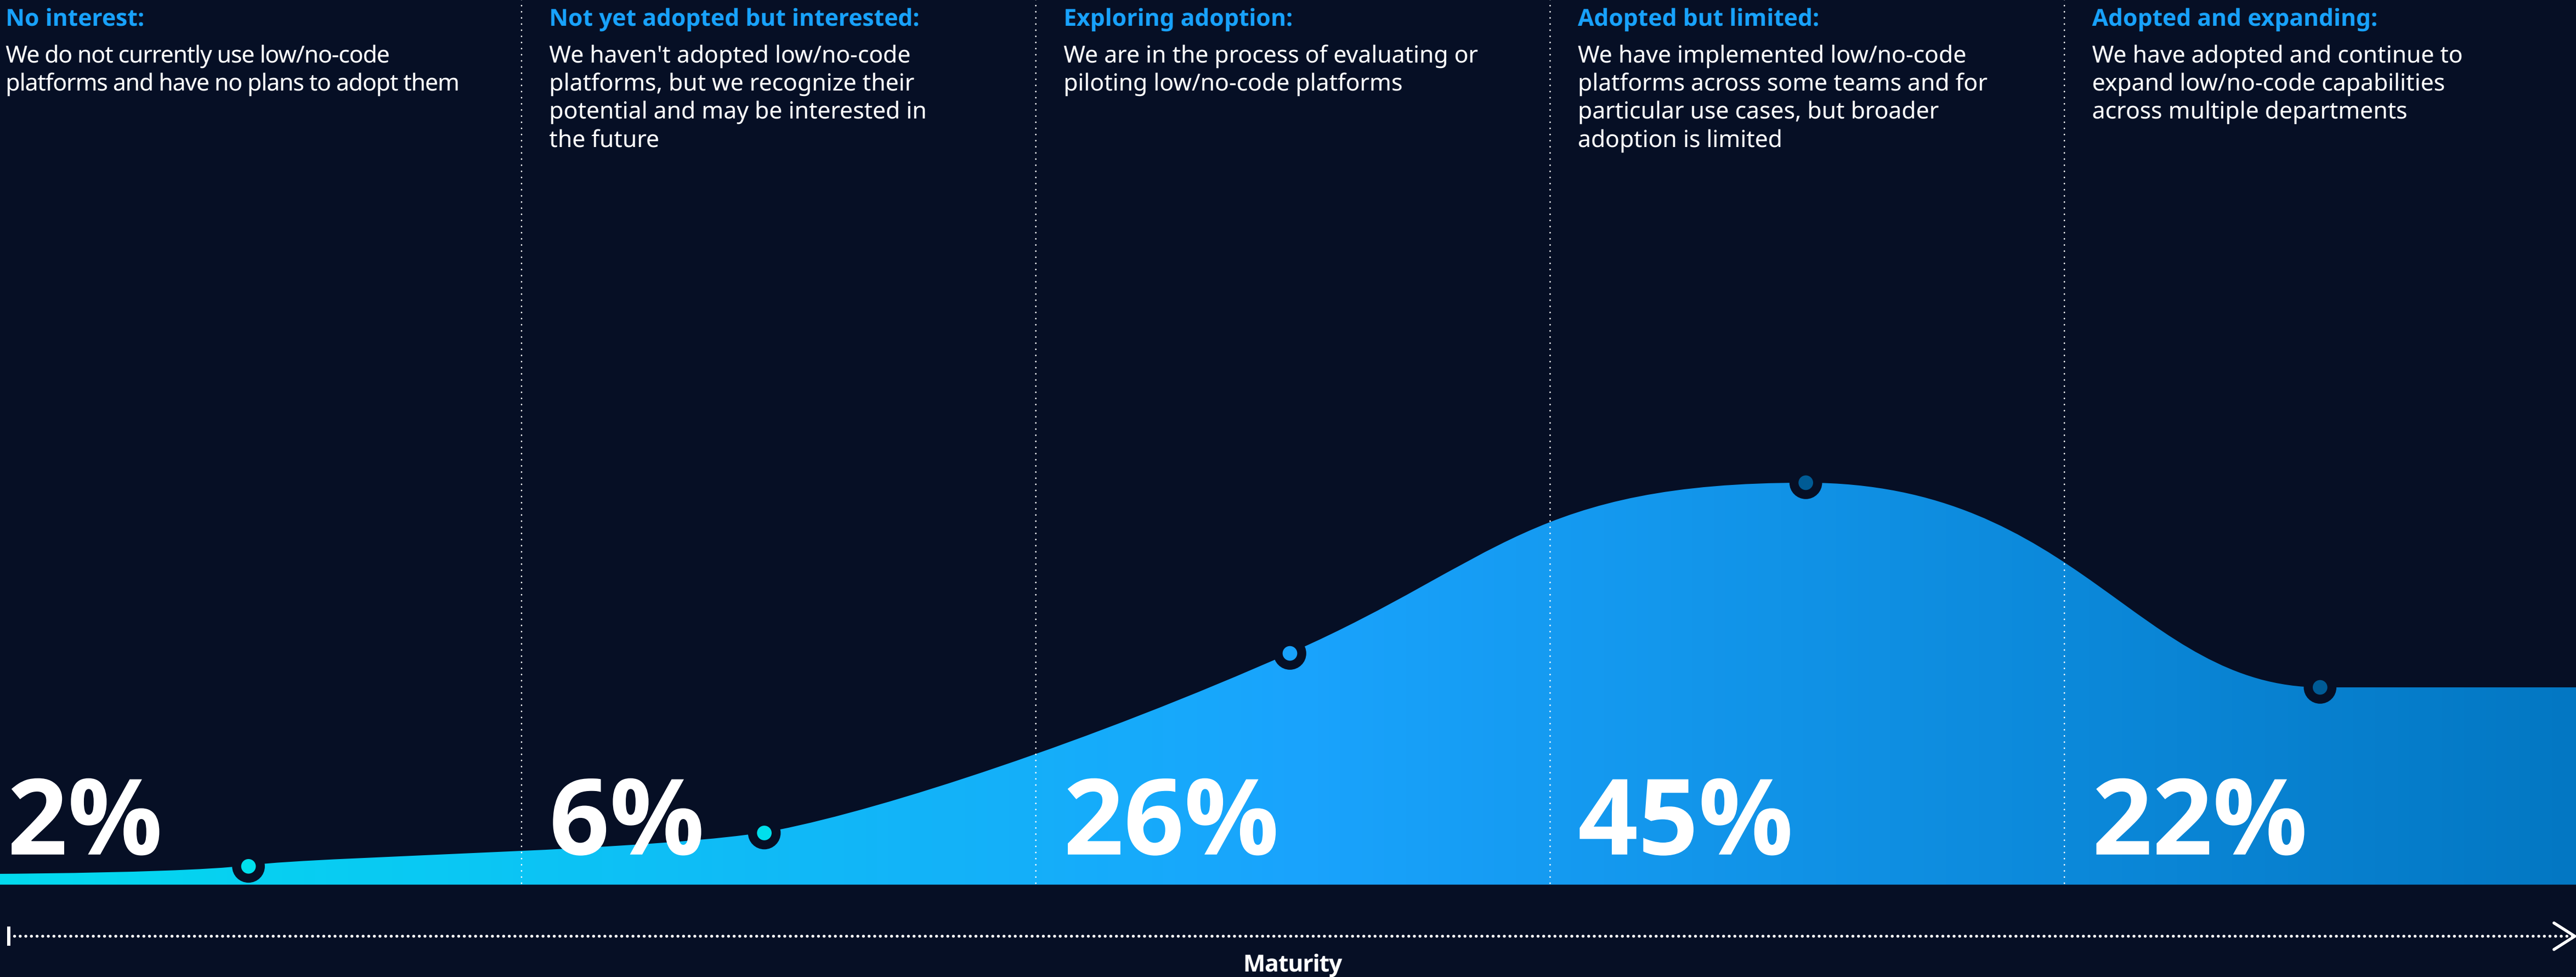 No interest:
We do not currently use low/no-code
platforms and have no plans to adopt them
Not yet adopted but interested:
We haven't adopted low/no-code
platforms, but we recognize their
potential and may be interested in
the future
Exploring adoption:
We are in the process of evaluating or
piloting low/no-code platforms
Adopted but limited:
We have implemented low/no-code
platforms across some teams and for
particular use cases, but broader
adoption is limited
Adopted and expanding:
We have adopted and continue to
expand low/no-code capabilities
across multiple departments
2%
6%
26%
45%
22%
Maturity